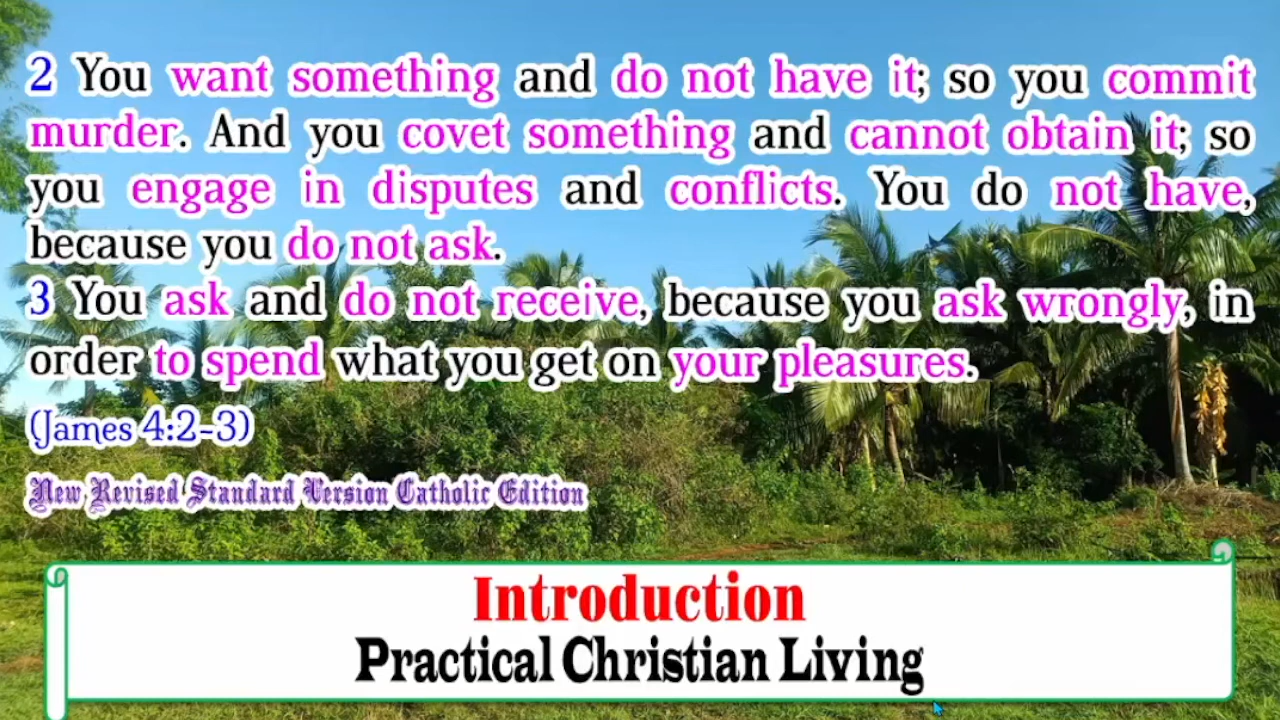 2 You want something and do not have it; so you commit
murder. And you covet something and cannot obtain it; so
you engage in disputes and conflicts. You do not have,
because you do not ask.
3 You ask and do not receive, because you ask wrongly, in
order to spend what you get on your pleasures.
(James 4:2-3)
New Revised Standard Version Catholic Edition
Introduction
Practical Christian Living